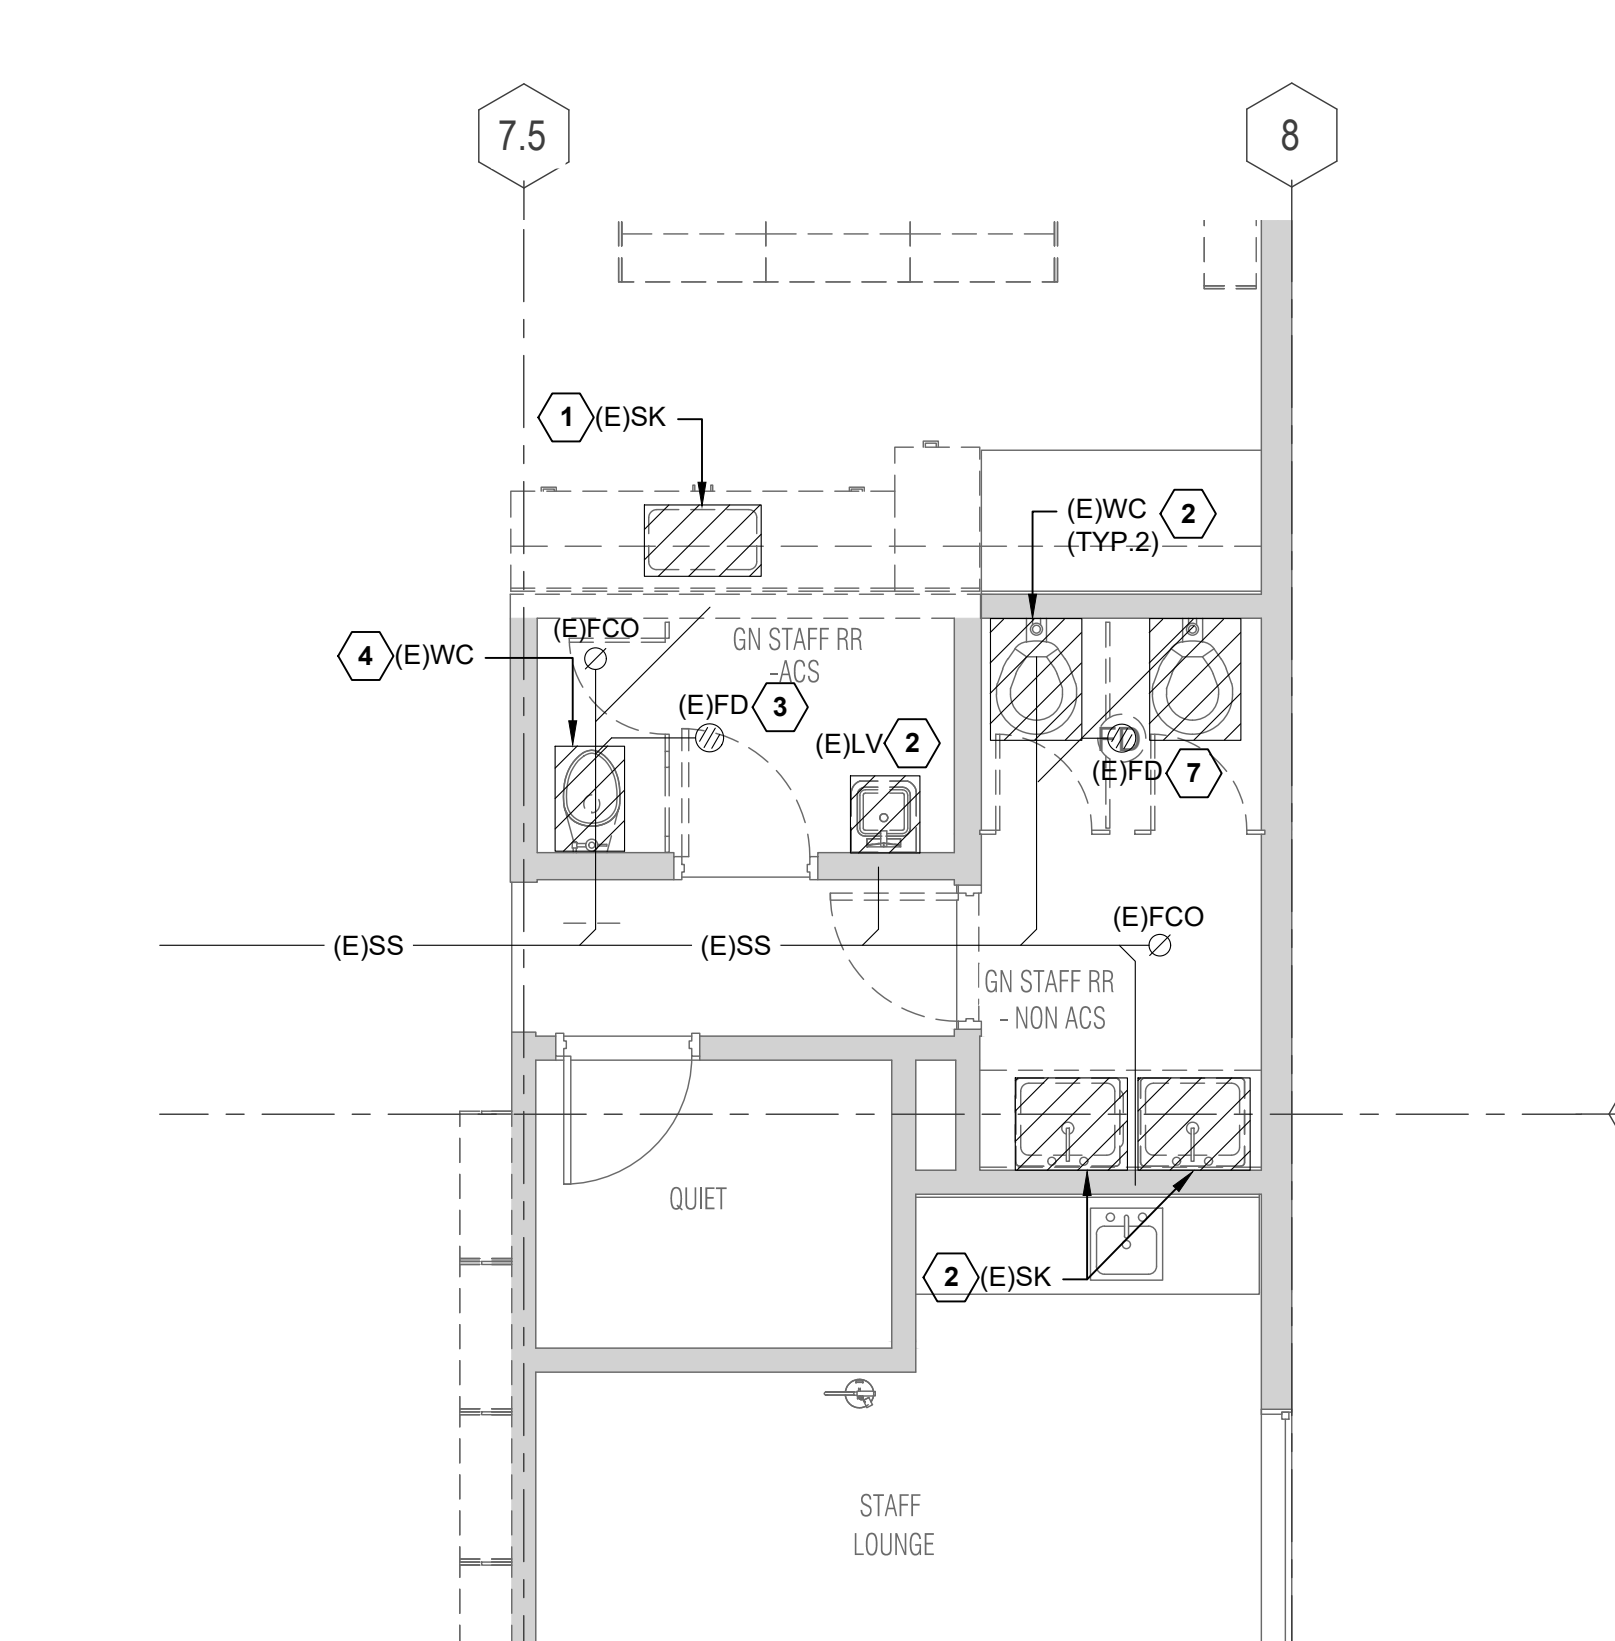 7.5
8
1 (E)SK
(E)WC 2
(TYP.2)
(E)FCO
GN STAFF RR
-ACS
4 (E)WC
(E)FD 3
(E)LV 2
(E)FD 7
(E)FCO
(E)SS
(E)SS
GN STAFF RR
- NON ACS
QUIET
2 (E)SK
STAFF
LOUNGE